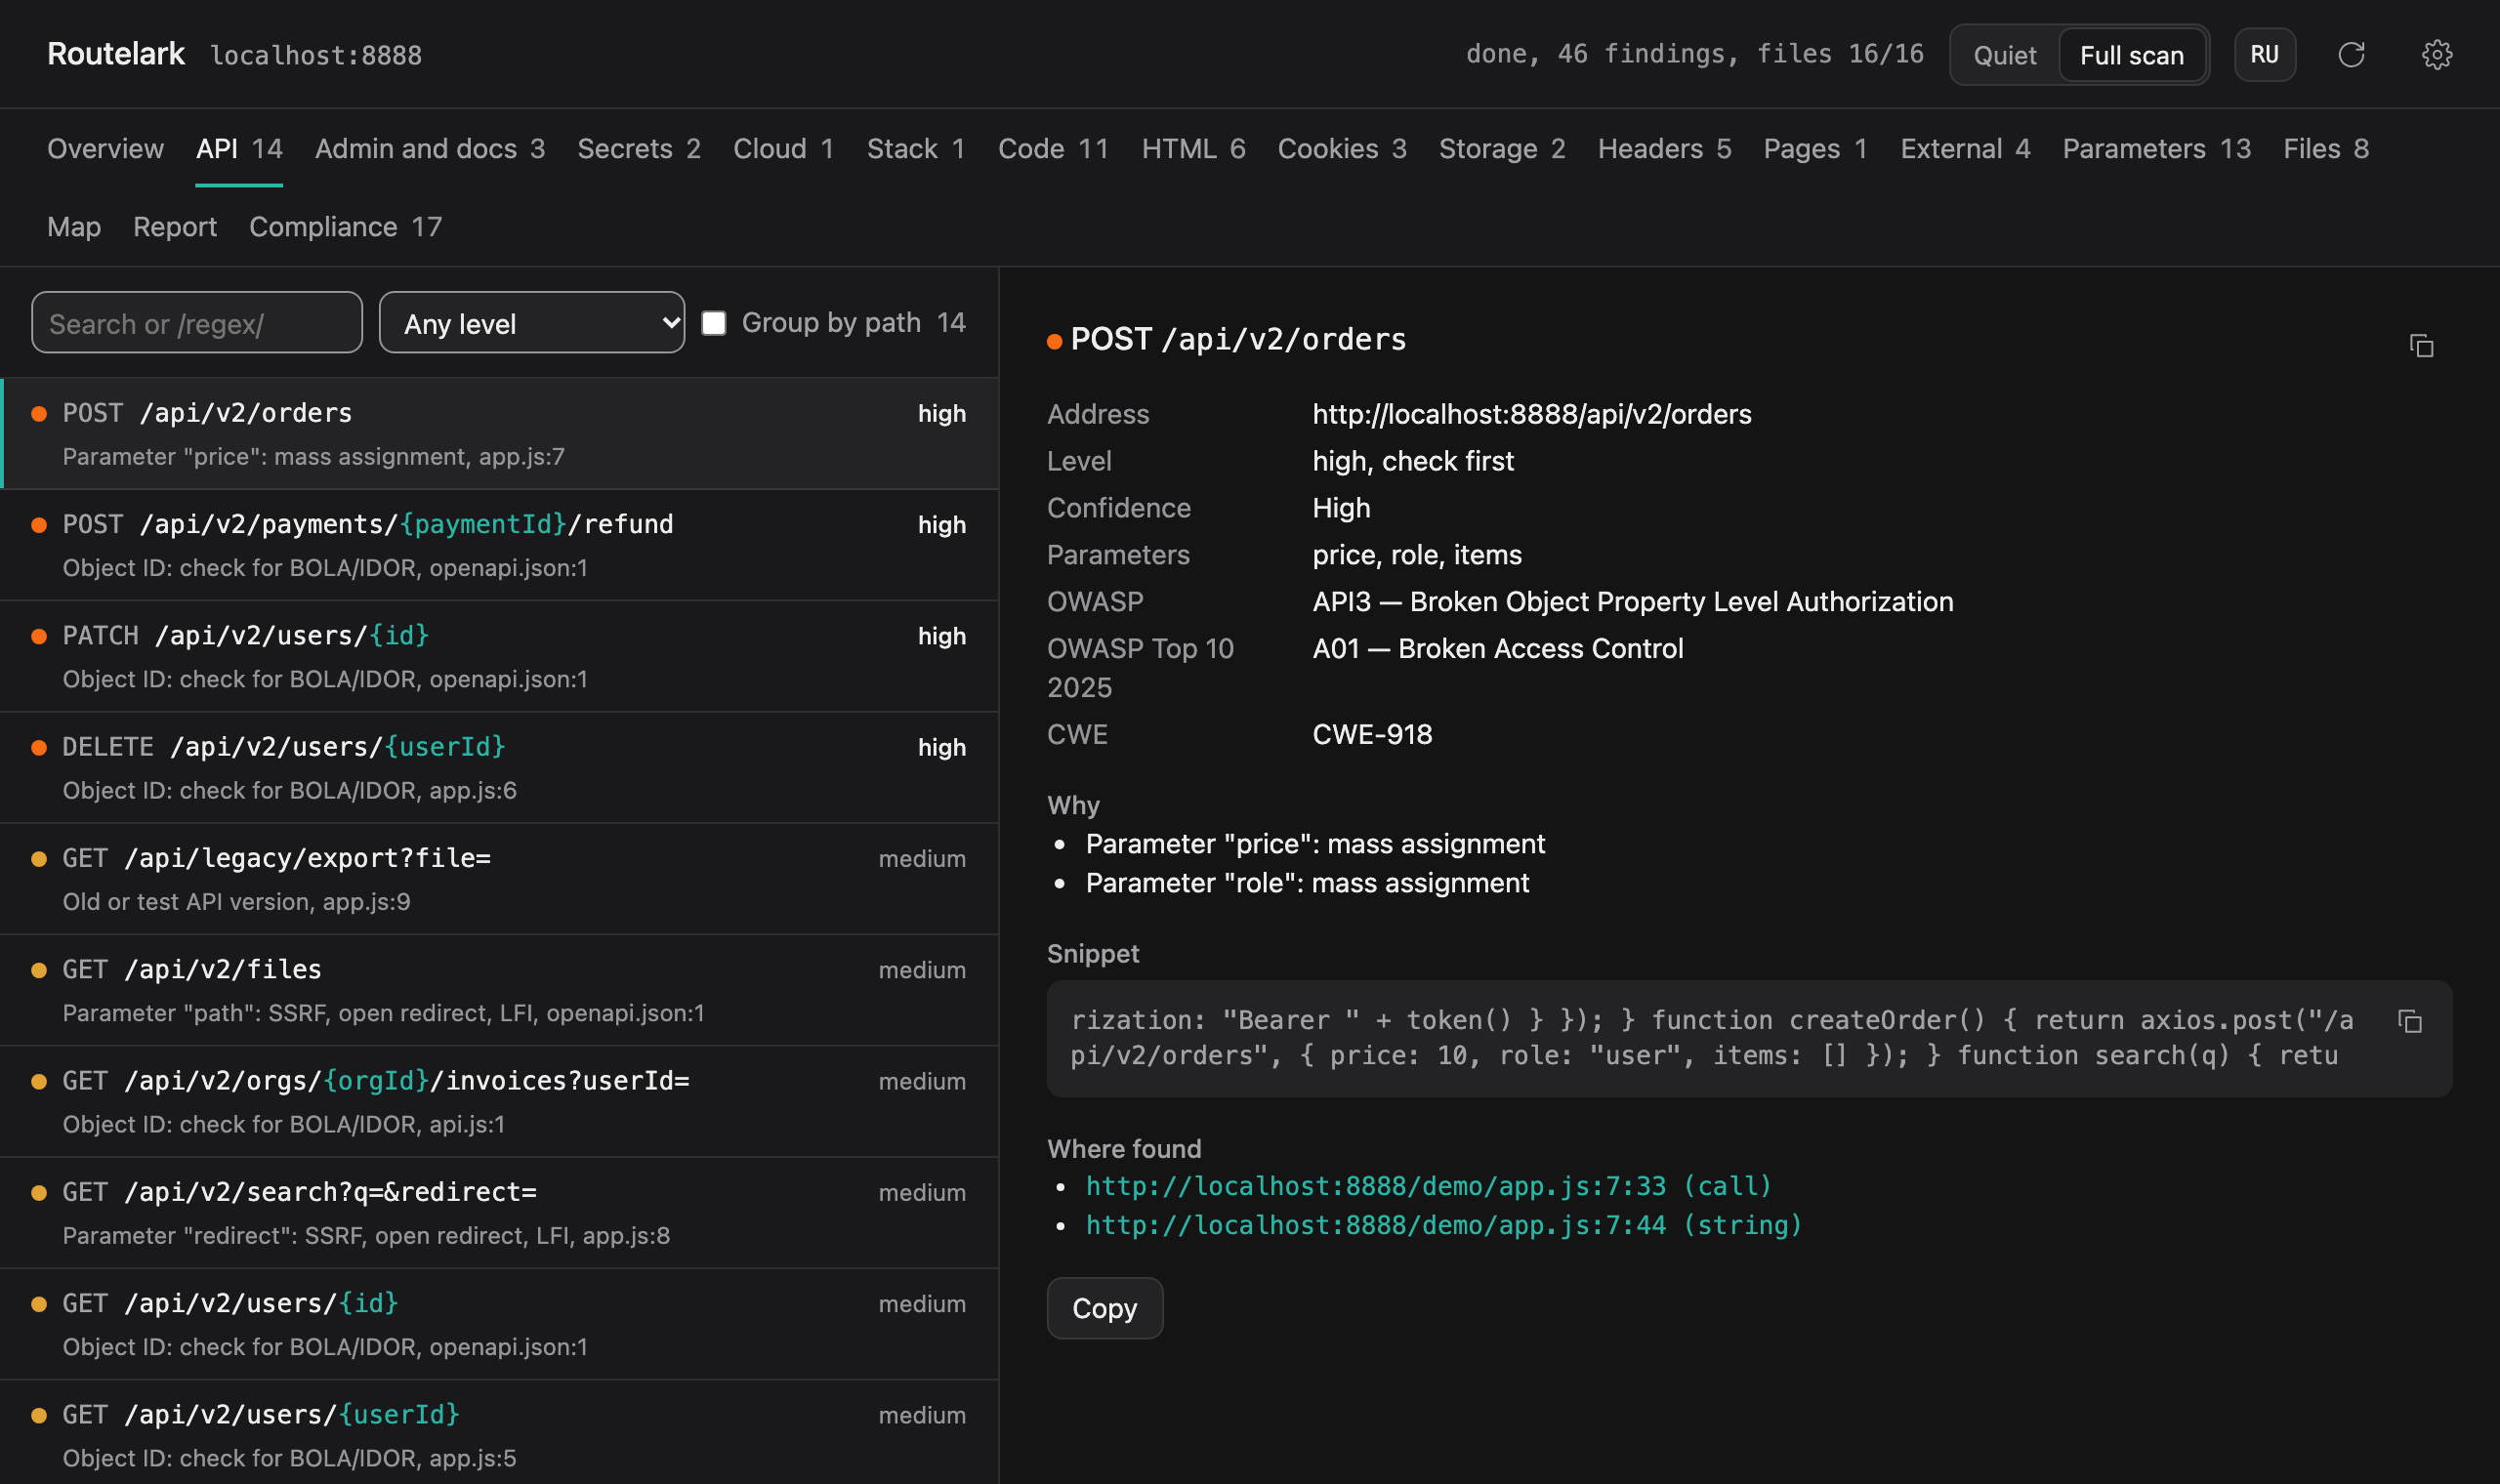 Routelark localhost:8888 done, 46 findings, files 16/16 Quiet Full scan RU
Overview API 14 Admin and docs 3 Secrets 2 Cloud 1 Stack 1 Code 11 HTML 6 Cookies 3 Storage 2 Headers 5 Pages 1 External 4 Parameters 13 Files 8
Map Report Compliance 17
Search or /regex/ Any level Group by path 14
POST /api/v2/orders high
Parameter "price": mass assignment, app.js:7
POST /api/v2/payments/{paymentId}/refund high
Object ID: check for BOLA/IDOR, openapi.json:1
PATCH /api/v2/users/{id} high
Object ID: check for BOLA/IDOR, openapi.json:1
DELETE /api/v2/users/{userId} high
Object ID: check for BOLA/IDOR, app.js:6
GET /api/legacy/export?file= medium
Old or test API version, app.js:9
GET /api/v2/files medium
Parameter "path": SSRF, open redirect, LFI, openapi.json:1
GET /api/v2/orgs/{orgId}/invoices?userId= medium
Object ID: check for BOLA/IDOR, api.js:1
GET /api/v2/search?q=&redirect= medium
Parameter "redirect": SSRF, open redirect, LFI, app.js:8
GET /api/v2/users/{id} medium
Object ID: check for BOLA/IDOR, openapi.json:1
GET /api/v2/users/{userId} medium
Object ID: check for BOLA/IDOR, app.js:5
POST /api/v2/orders
Address http://localhost:8888/api/v2/orders
Level high, check first
Confidence High
Parameters price, role, items
OWASP API3 — Broken Object Property Level Authorization
OWASP Top 10 A01 — Broken Access Control
2025
CWE CWE-918
Why
• Parameter "price": mass assignment
• Parameter "role": mass assignment
Snippet
rization: "Bearer " + token() } }); } function createOrder() { return axios.post("/a
pi/v2/orders", { price: 10, role: "user", items: [] }); } function search(q) { retu
Where found
• http://localhost:8888/demo/app.js:7:33 (call)
• http://localhost:8888/demo/app.js:7:44 (string)
Copy